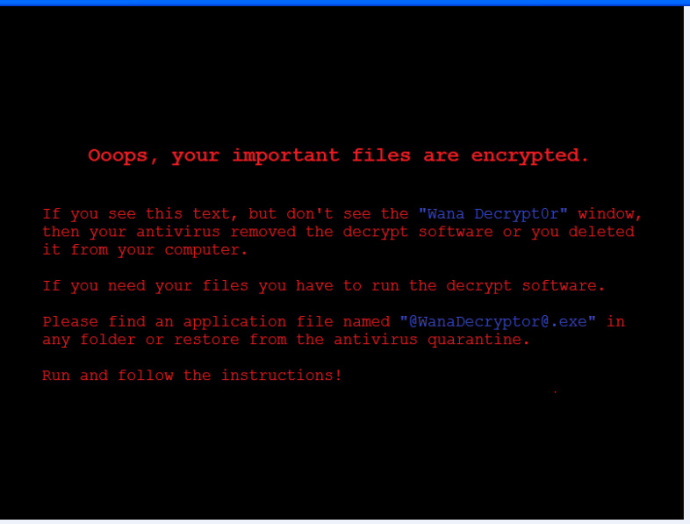 Ooops, your important files are encrypted.
If you see this text, but don't see the "Wana Decrypt0r" window,
then your antivirus removed the decrypt software or you deleted
it from your computer.
If you need your files you have to run the decrypt software.
Please find an application file named "@WanaDecryptor@.exe" in
any folder or restore from the antivirus quarantine.
Run and follow the instructions!